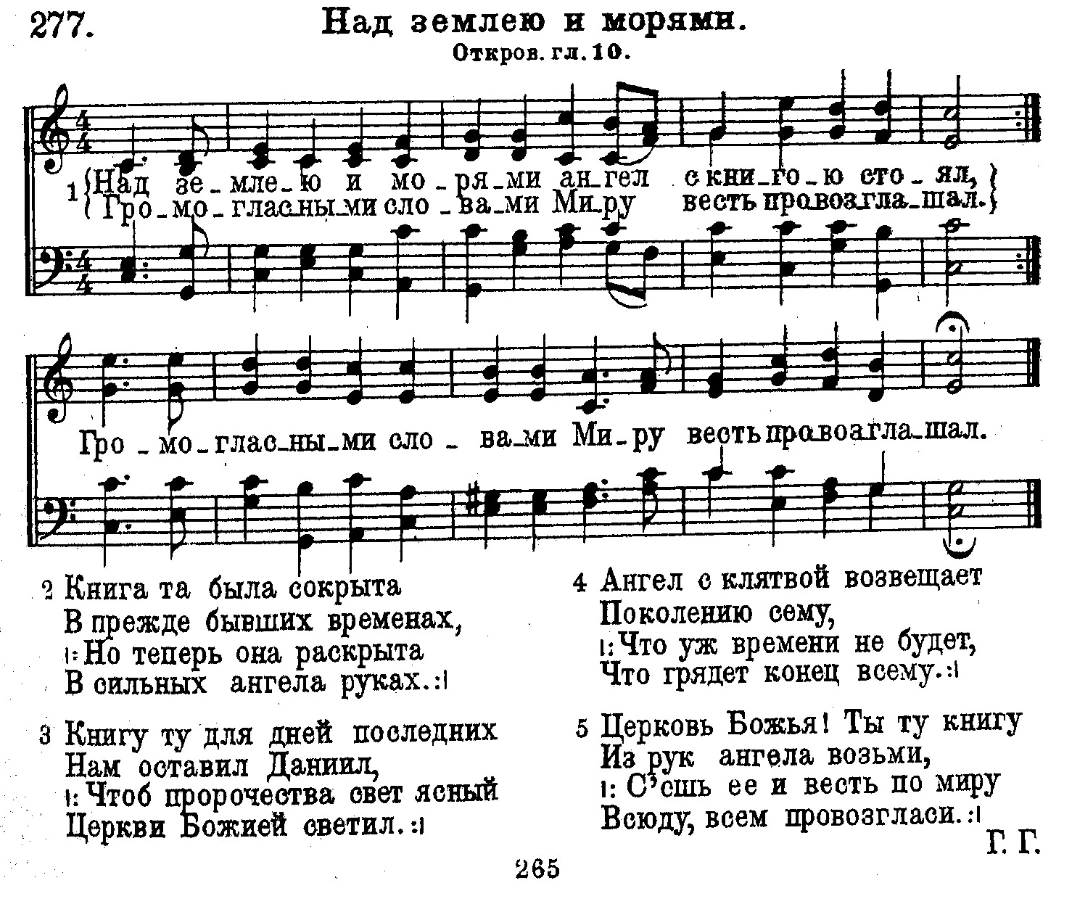 277.
Над землею и морями.
Откров. гл. 10.
1 {Над зе-млe-ю и мо-ря-ми ан-гел с кни-го-ю сто-ял,}
{Гро-мо-гласны-ми сло-ва-ми Ми-ру весть провозгла-шал.}
Гро-мо-глас-ны-ми сло-ва-ми Ми-ру весть провозгла-шал.
2 Книга та была сокрыта
В прежде бывших временах,
|: Но теперь она раскрыта
В сильных ангела руках. :|
3 Книгу ту для дней последних
Нам оставил Даниил,
|: Чтоб пророчества свет ясный
Церкви Божией светил. :|
4 Ангел с клятвой возвещает
Поколению сему,
|: Что уж времени не будет,
Что грядет конец всему. :|
5 Церковь Божья! Ты ту книгу
Из рук ангела возьми,
|: С’ешь ее и весть по миру
Всюду, всем провозгласи. :|
Г. Г.
265